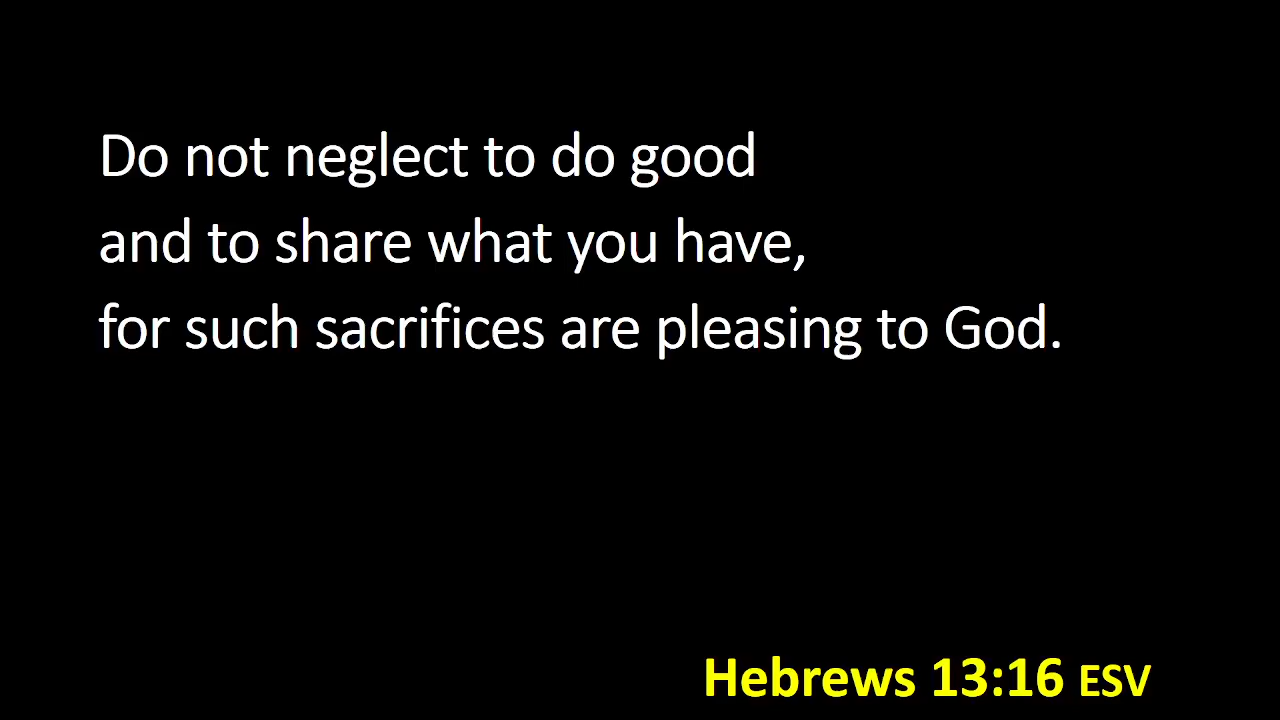 Do not neglect to do good
and to share what you have,
for such sacrifices are pleasing to God.
Hebrews 13:16 ESV